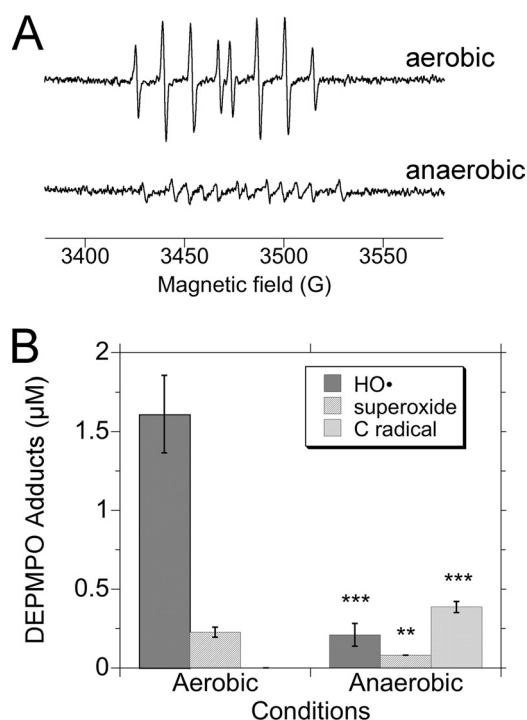 A
aerobic
anaerobic
3400 3450 3500 3550
Magnetic field (G)
B
DEPMPO Adducts (µM)
2
1.5
1
0.5
0
HO•
superoxide
C radical
*** ** ***
Aerobic Anaerobic
Conditions